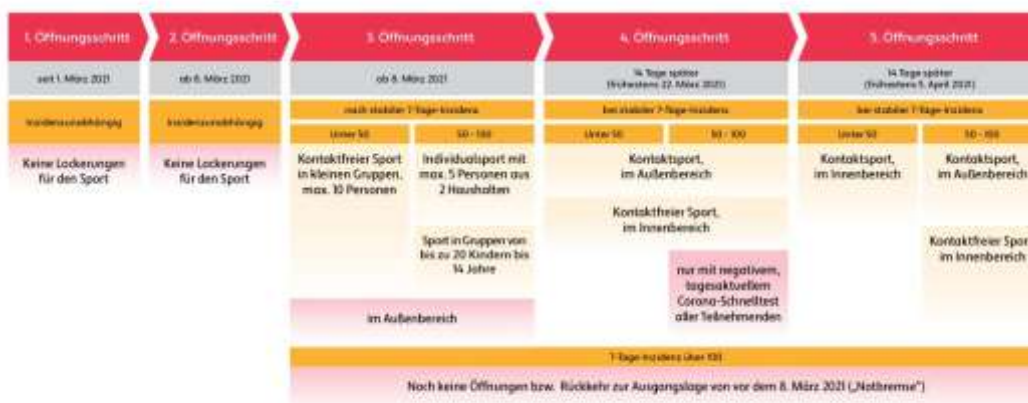 1. Öffnungsschritt
2. Öffnungsschritt
3. Öffnungsschritt
4. Öffnungsschritt
5. Öffnungsschritt
seit 1. März 2021
ab 8. März 2021
ab 8. März 2021
14 Tage später
(frühestens 22. März 2021)
14 Tage später
(frühestens 5. April 2021)
Inzidenzunabhängig
Inzidenzunabhängig
nach stabiler 7-Tage-Inzidenz
bei stabiler 7-Tage-Inzidenz
bei stabiler 7-Tage-Inzidenz
Unter 50
50 - 100
Unter 50
50 - 100
Unter 50
50 - 100
Keine Lockerungen
für den Sport
Keine Lockerungen
für den Sport
Kontaktfreier Sport
in kleinen Gruppen,
max. 10 Personen
Individualsport mit
max. 5 Personen aus
2 Haushalten
Sport in Gruppen von
bis zu 20 Kindern bis
14 Jahre
im Außenbereich
Kontaktsport,
im Außenbereich
Kontaktfreier Sport,
im Innenbereich
nur mit negativem,
tagesaktuellem
Corona-Schnelltest
aller Teilnehmenden
Kontaktsport,
im Innenbereich
Kontaktsport,
im Außenbereich
Kontaktfreier Sport
im Innenbereich
7-Tage-Inzidenz über 100
Noch keine Öffnungen bzw. Rückkehr zur Ausgangslage von vor dem 8. März 2021 („Notbremse“)